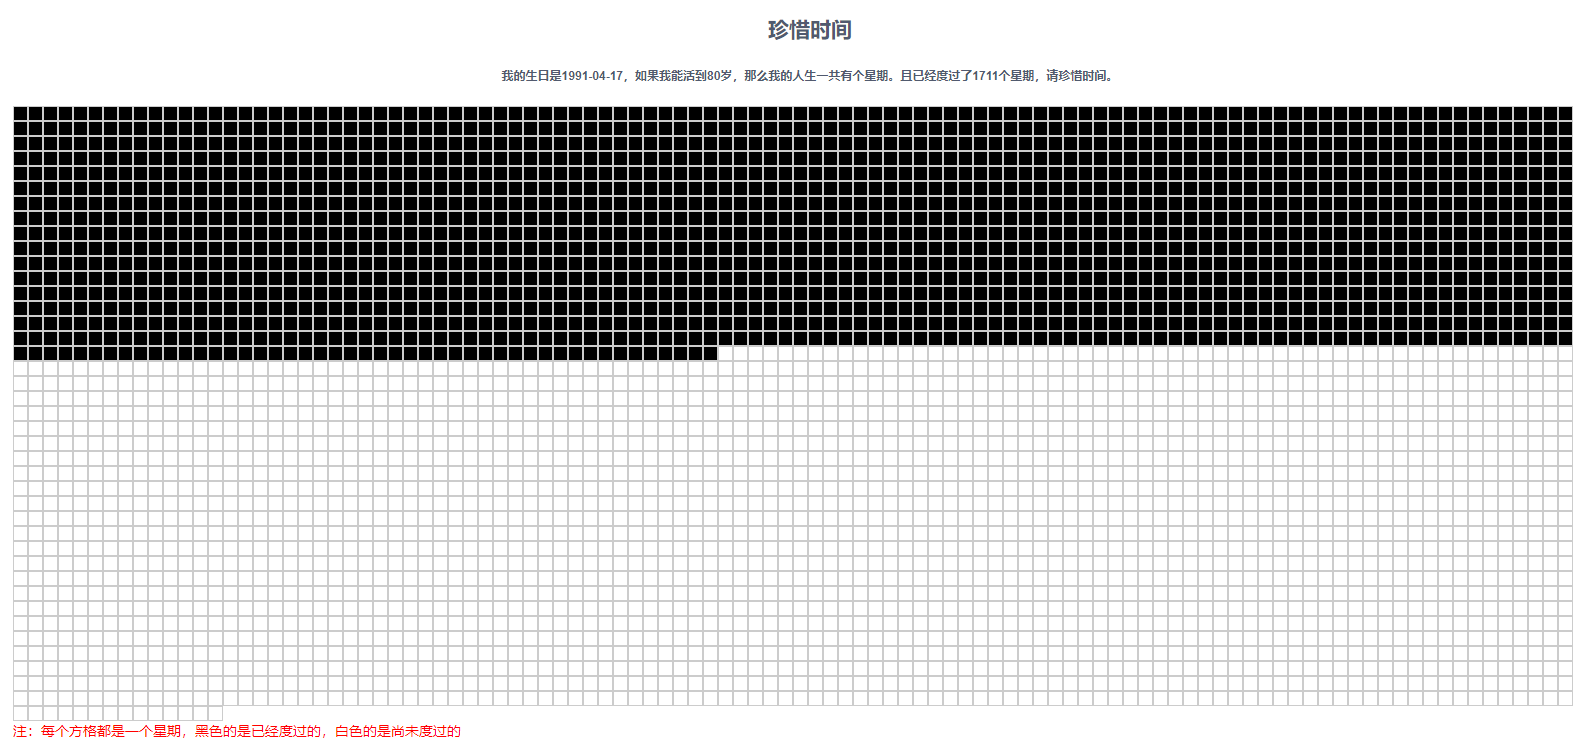 珍惜时间
我的生日是1991-04-17，如果我能活到80岁，那么我的人生一共有个星期。且已经度过了1711个星期，请珍惜时间。
注：每个方格都是一个星期，黑色的是已经度过的，白色的是尚未度过的